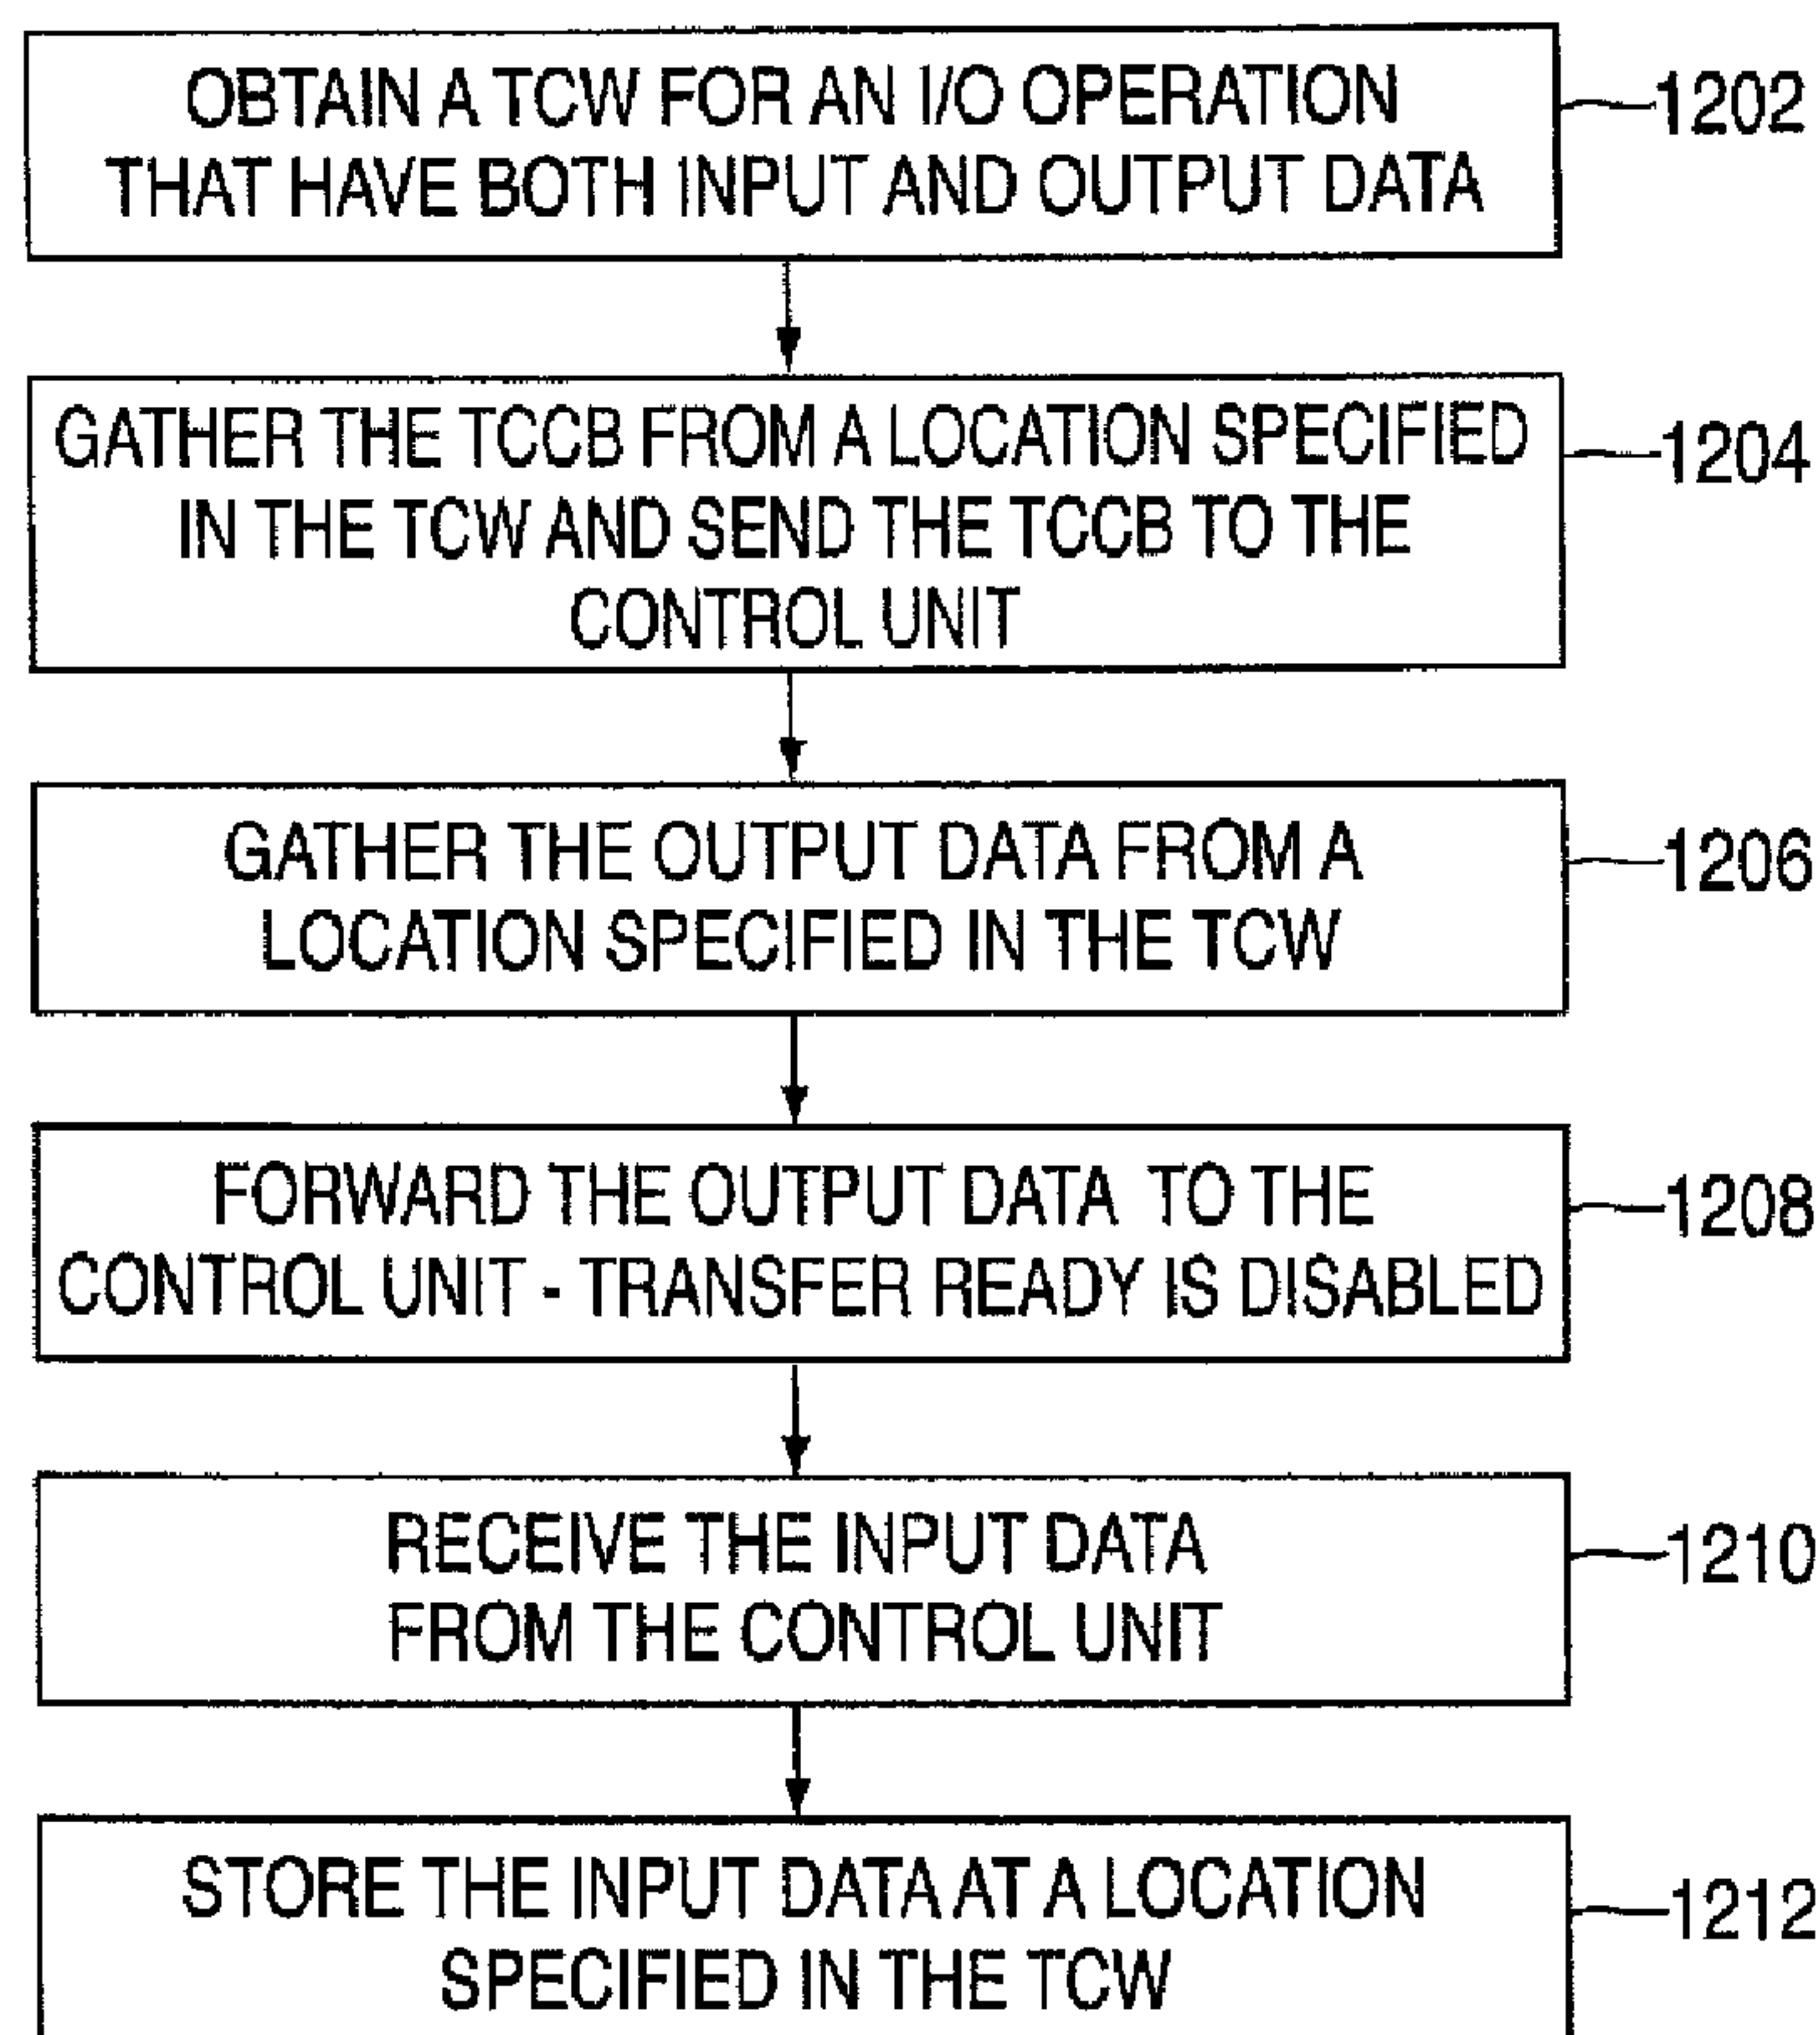 OBTAIN A TCW FOR AN I/O OPERATION
THAT HAVE BOTH INPUT AND OUTPUT DATA
1202
GATHER THE TCCB FROM A LOCATION SPECIFIED
IN THE TCW AND SEND THE TCCB TO THE
CONTROL UNIT
1204
GATHER THE OUTPUT DATA FROM A
LOCATION SPECIFIED IN THE TCW
1206
FORWARD THE OUTPUT DATA TO THE
CONTROL UNIT - TRANSFER READY IS DISABLED
1208
RECEIVE THE INPUT DATA
FROM THE CONTROL UNIT
1210
STORE THE INPUT DATA AT A LOCATION
SPECIFIED IN THE TCW
1212